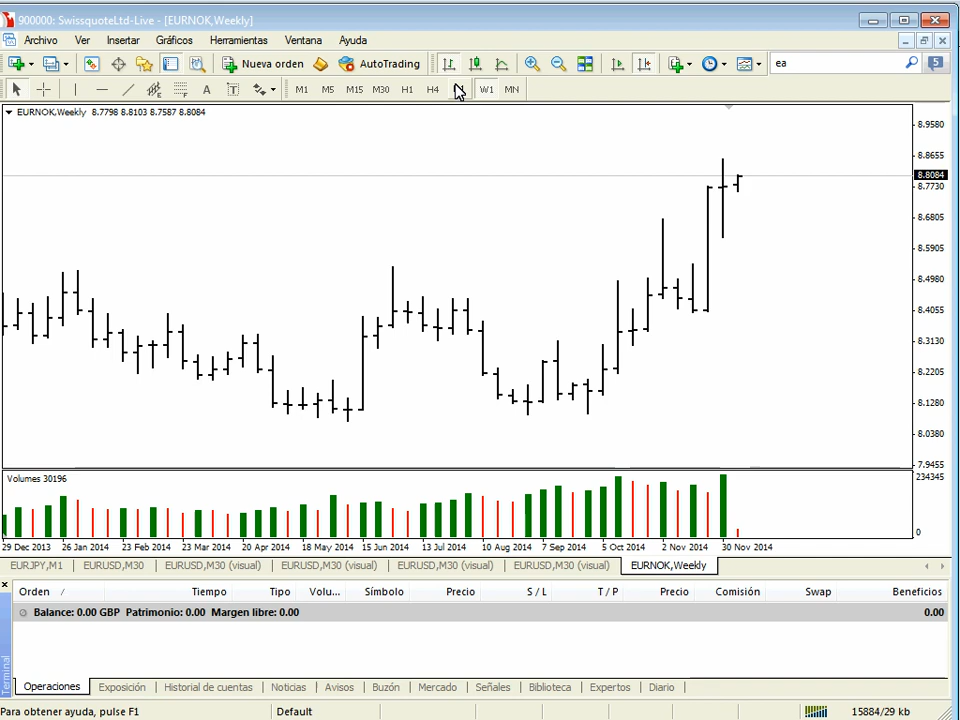 900000: SwissquoteLtd-Live - [EURNOK,Weekly]
Archivo Ver Insertar Gráficos Herramientas Ventana Ayuda
Nueva orden AutoTrading ea 5
A T M1 M5 M15 M30 H1 H4 W1 MN
EURNOK,Weekly 8.7798 8.8103 8.7587 8.8084
8.9580
8.8655
8.8084
8.7730
8.6805
8.5905
8.4980
8.4055
8.3130
8.2205
8.1280
8.0380
7.9455
Volumes 30196
234345
0
29 Dec 2013 26 Jan 2014 23 Feb 2014 23 Mar 2014 20 Apr 2014 18 May 2014 15 Jun 2014 13 Jul 2014 10 Aug 2014 7 Sep 2014 5 Oct 2014 2 Nov 2014 30 Nov 2014
EURJPY,M1 EURUSD,M30 EURUSD,M30 (visual) EURUSD,M30 (visual) EURUSD,M30 (visual) EURUSD,M30 (visual) EURNOK,Weekly
Orden / Tiempo Tipo Volu... Símbolo Precio S / L T / P Precio Comisión Swap Beneficios
Balance: 0.00 GBP Patrimonio: 0.00 Margen libre: 0.00 0.00
Terminal
Operaciones Exposición Historial de cuentas Noticias Avisos Buzón Mercado Señales Biblioteca Expertos Diario
Para obtener ayuda, pulse F1 Default 15884/29 kb